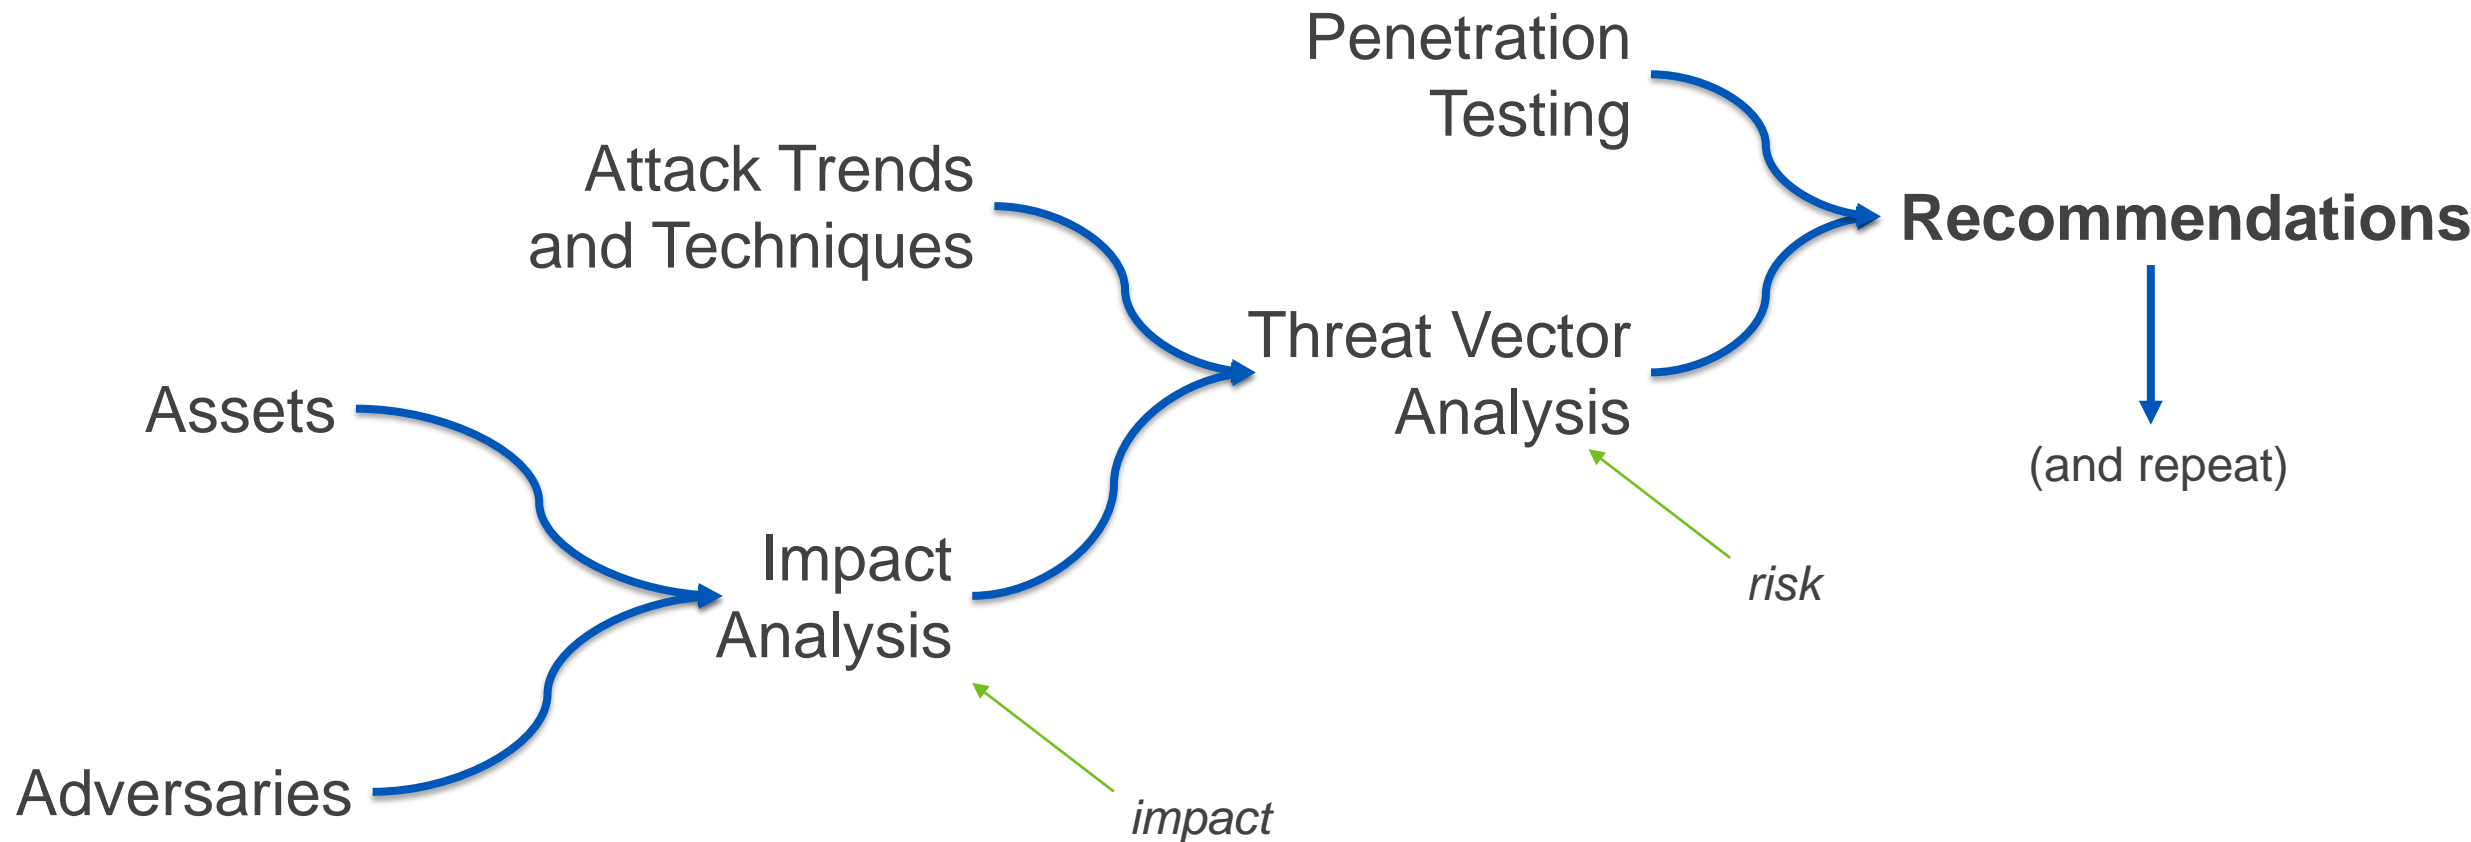 Penetration
Testing
Attack Trends
and Techniques
Recommendations
Threat Vector
Analysis
Assets
(and repeat)
Impact
Analysis
risk
Adversaries
impact